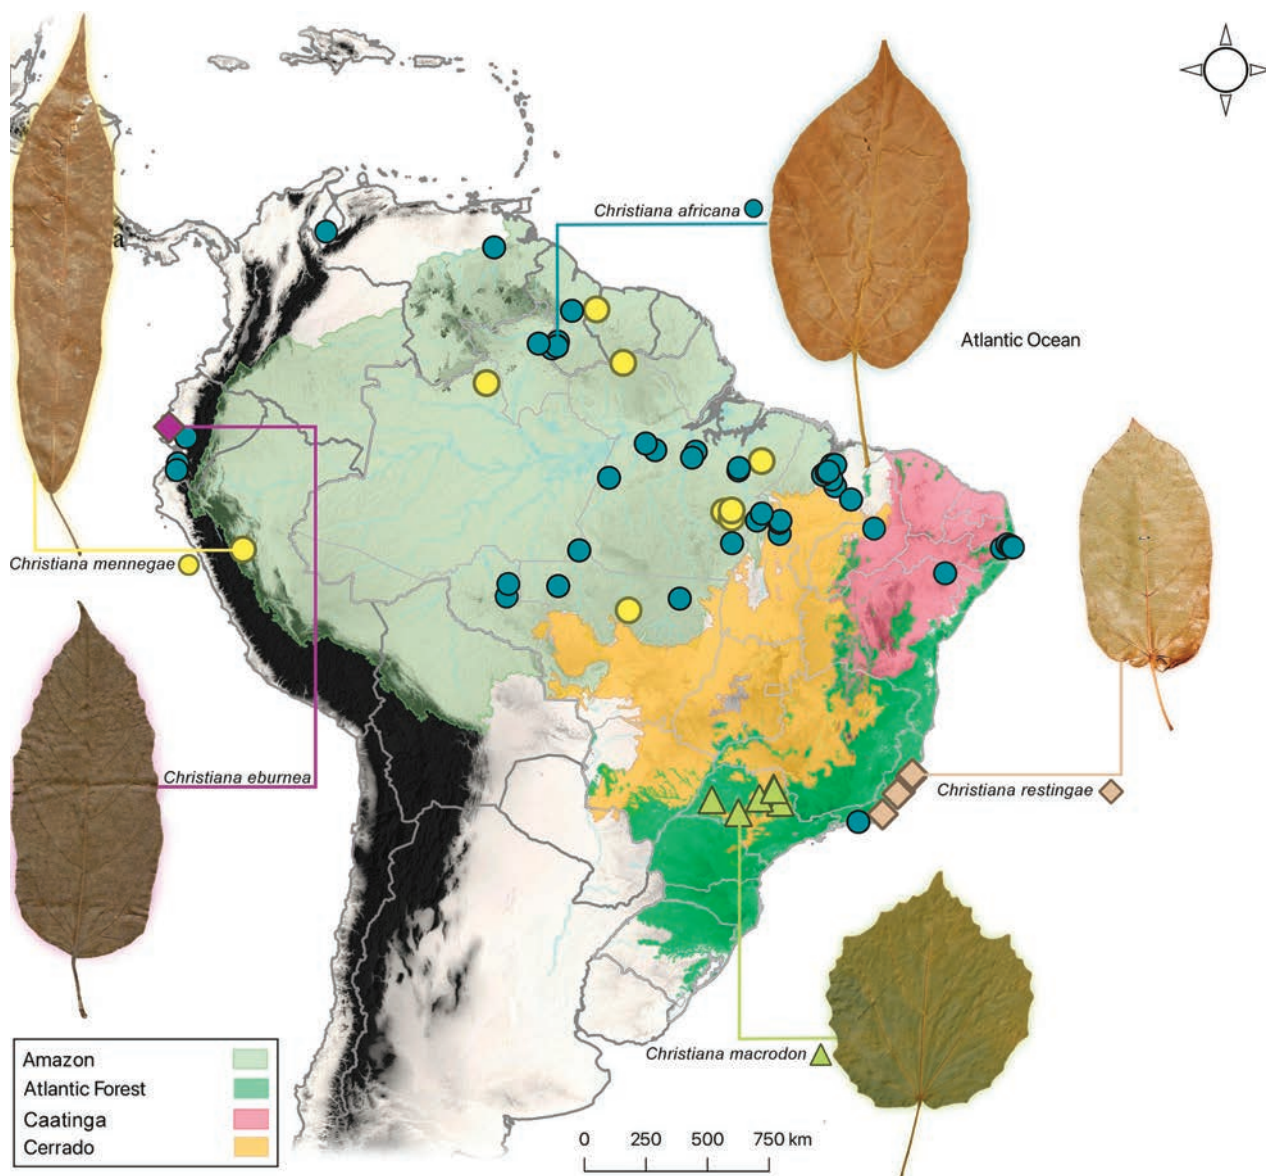 Christiana africana
Atlantic Ocean
Christiana mennegae
Christiana eburnea
Christiana restingae
Christiana macrodon
Amazon
Atlantic Forest
Caatinga
Cerrado
0 250 500 750 km